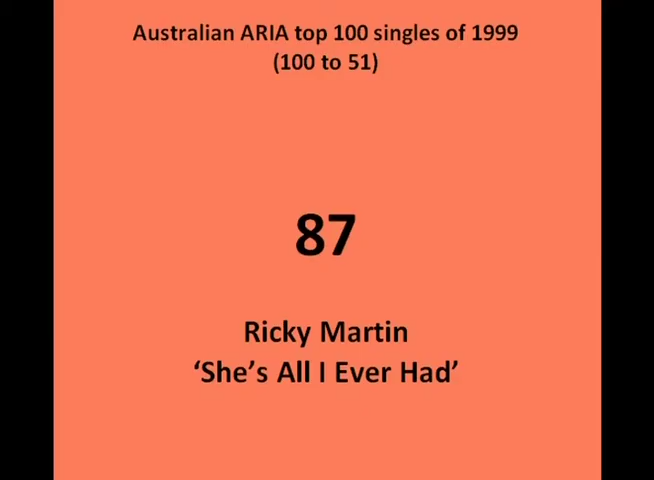 Australian ARIA top 100 singles of 1999
(100 to 51)
87
Ricky Martin
‘She’s All I Ever Had’